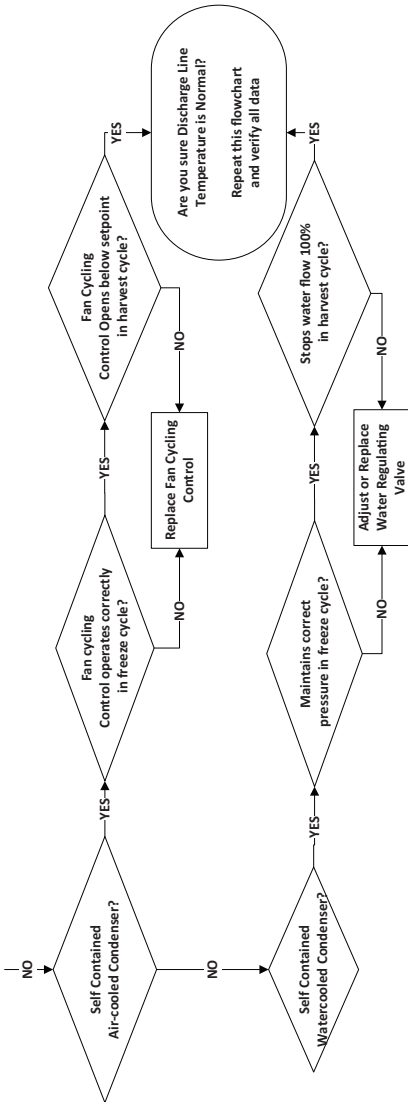 NO
Self Contained
Air-cooled Condenser?
YES
Fan cycling
Control operates correctly
in freeze cycle?
YES
Fan Cycling
Control Opens below setpoint
in harvest cycle?
YES
NO
NO
Replace Fan Cycling
Control
Are you sure Discharge Line
Temperature is Normal?
Repeat this flowchart
and verify all data
NO
Self Contained
Watercooled Condenser?
YES
Maintains correct
pressure in freeze cycle?
YES
Stops water flow 100%
in harvest cycle?
YES
NO
NO
Adjust or Replace
Water Regulating
Valve